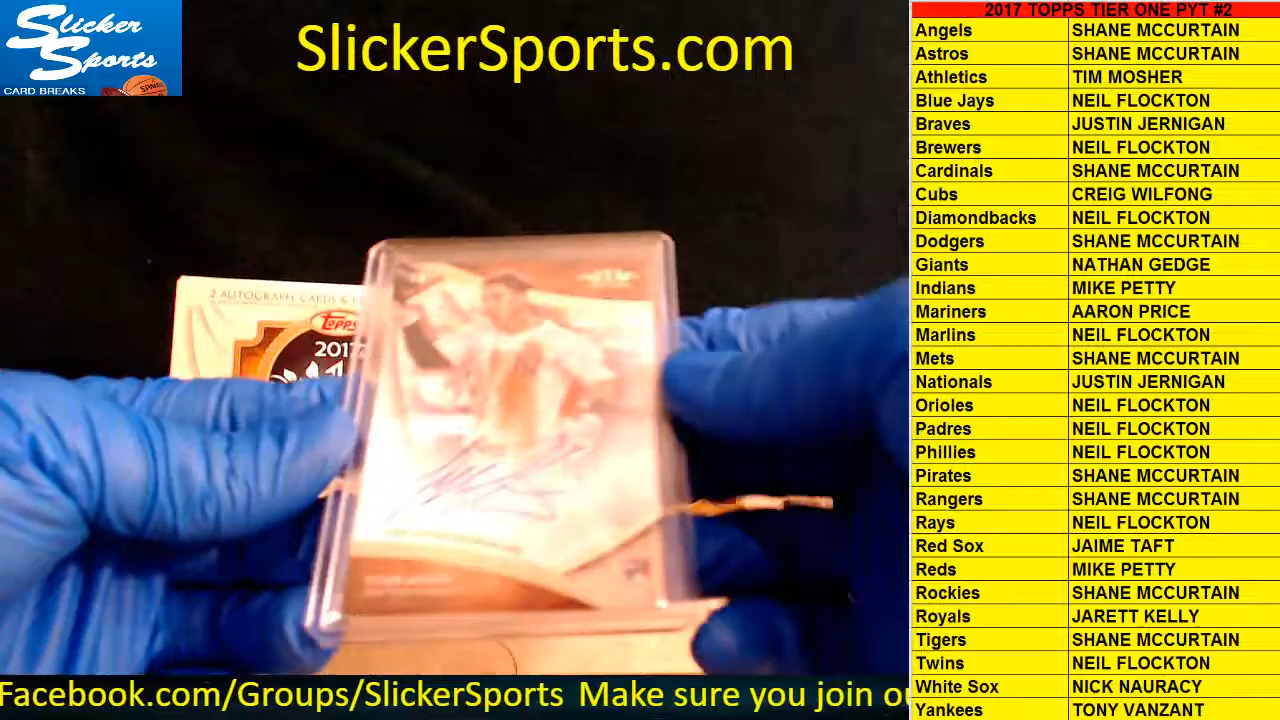 Slicker
Sports
CARD BREAKS
SlickerSports.com
2 AUTOGRAPH CARDS &
Topps
2017
Facebook.com/Groups/SlickerSports Make sure you join
2017 TOPPS TIER ONE PYT #2
Angels SHANE MCCURTAIN
Astros SHANE MCCURTAIN
Athletics TIM MOSHER
Blue Jays NEIL FLOCKTON
Braves JUSTIN JERNIGAN
Brewers NEIL FLOCKTON
Cardinals SHANE MCCURTAIN
Cubs CREIG WILFONG
Diamondbacks NEIL FLOCKTON
Dodgers SHANE MCCURTAIN
Giants NATHAN GEDGE
Indians MIKE PETTY
Mariners AARON PRICE
Marlins NEIL FLOCKTON
Mets SHANE MCCURTAIN
Nationals JUSTIN JERNIGAN
Orioles NEIL FLOCKTON
Padres NEIL FLOCKTON
Phillies NEIL FLOCKTON
Pirates SHANE MCCURTAIN
Rangers SHANE MCCURTAIN
Rays NEIL FLOCKTON
Red Sox JAIME TAFT
Reds MIKE PETTY
Rockies SHANE MCCURTAIN
Royals JARETT KELLY
Tigers SHANE MCCURTAIN
Twins NEIL FLOCKTON
White Sox NICK NAURACY
Yankees TONY VANZANT